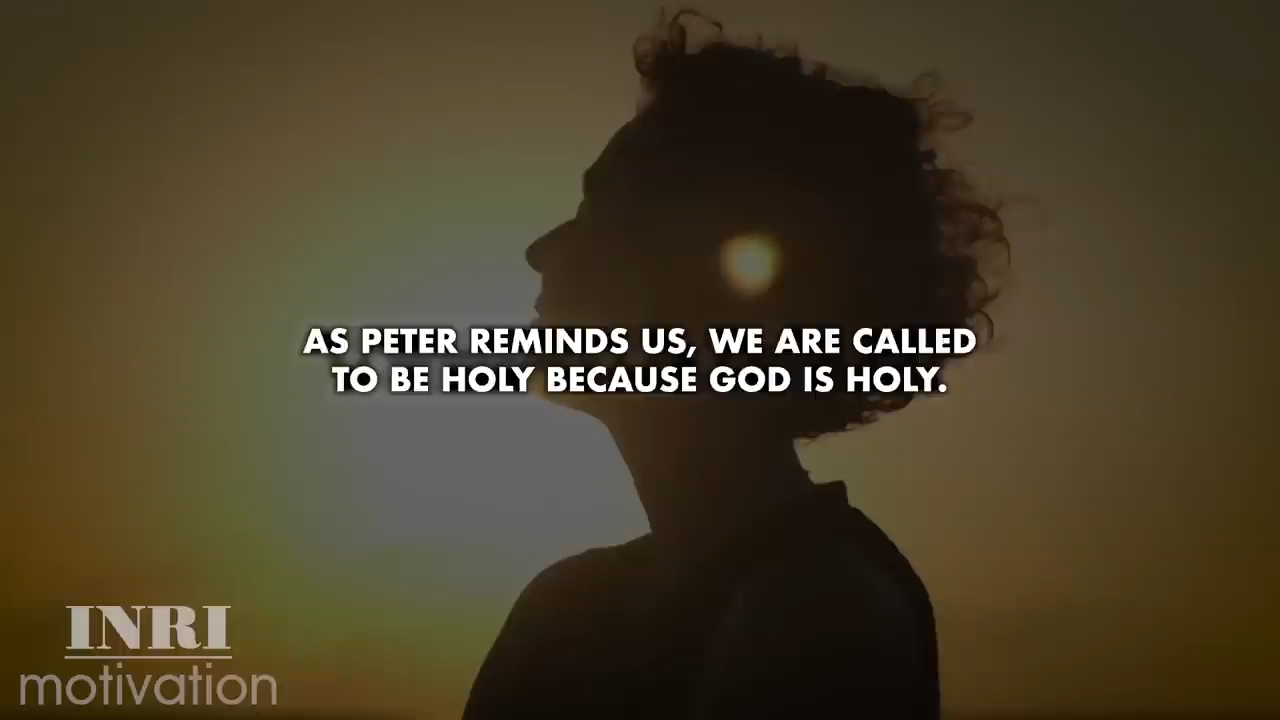 AS PETER REMINDS US, WE ARE CALLED
TO BE HOLY BECAUSE GOD IS HOLY.
INRI
motivation